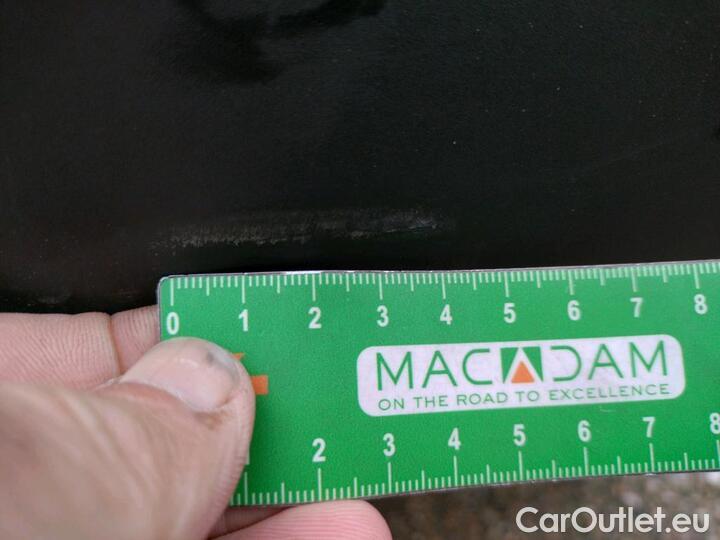 0 1 2 3 4 5 6 7 8
MACADAM
ON THE ROAD TO EXCELLENCE
2 3 4 5 6 7 8
CarOutlet.eu